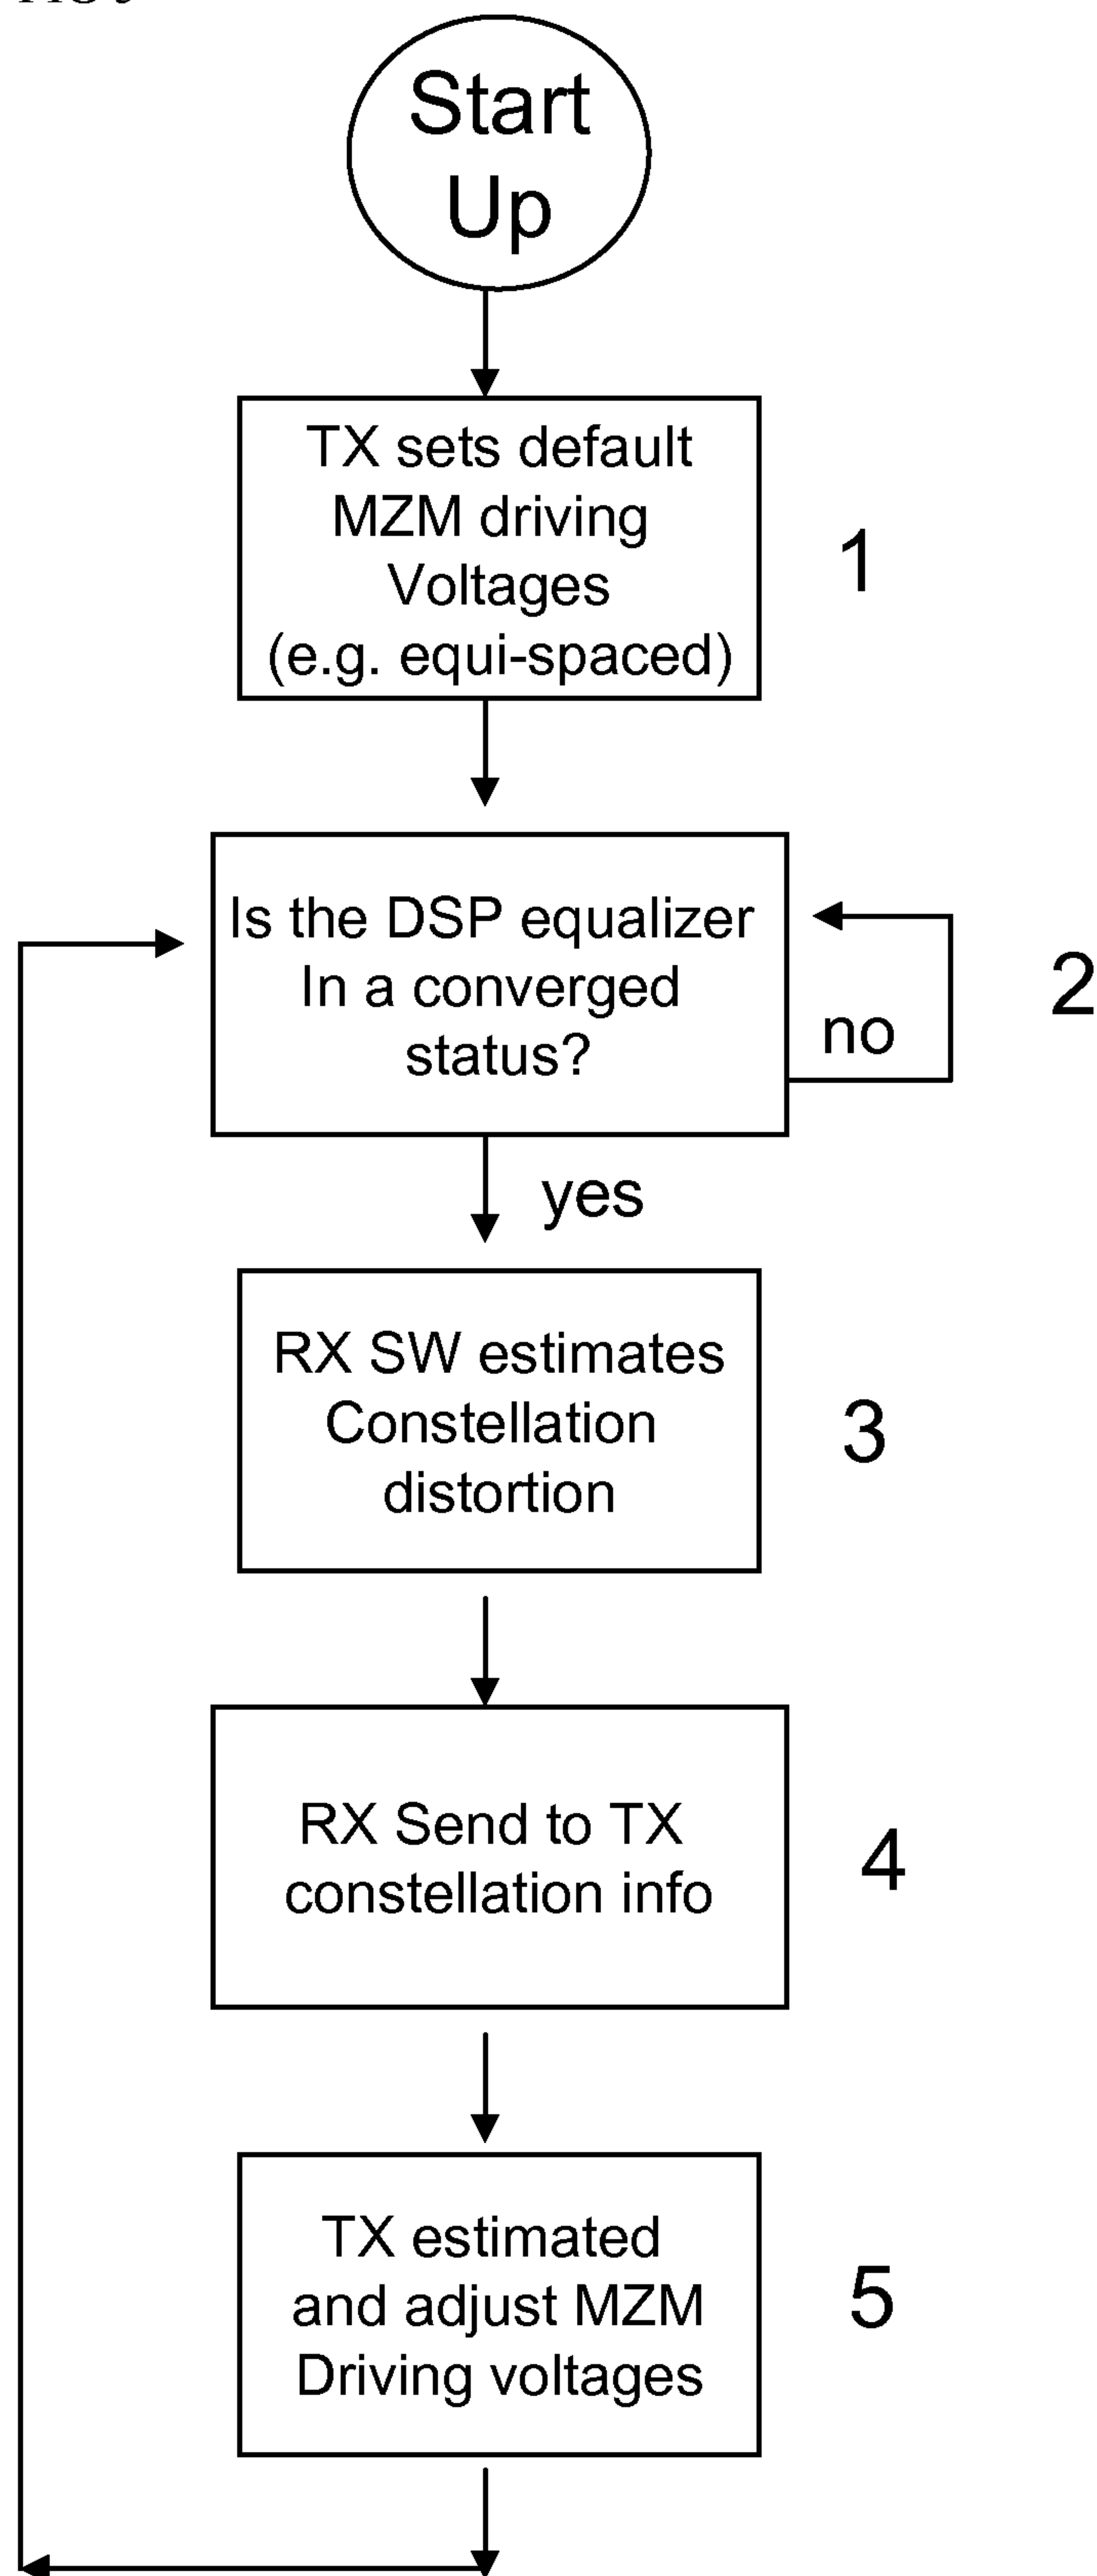 Start
Up
TX sets default
MZM driving
Voltages
(e.g. equi-spaced)
1
Is the DSP equalizer
In a converged
status?
no
2
yes
RX SW estimates
Constellation
distortion
3
RX Send to TX
constellation info
4
TX estimated
and adjust MZM
Driving voltages
5